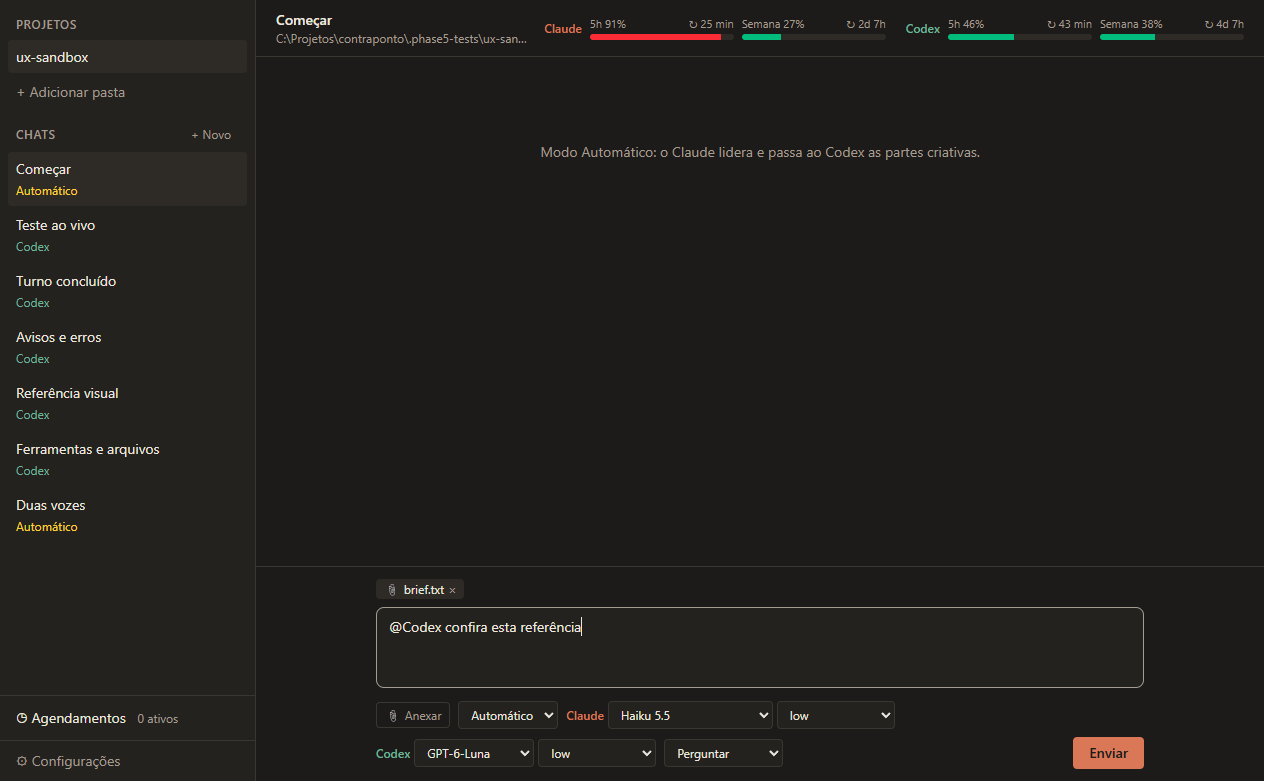 PROJETOS
ux-sandbox
+ Adicionar pasta
CHATS + Novo
Começar
Automático
Teste ao vivo
Codex
Turno concluído
Codex
Avisos e erros
Codex
Referência visual
Codex
Ferramentas e arquivos
Codex
Duas vozes
Automático
Agendamentos 0 ativos
Configurações
Começar
C:\Projetos\contraponto\.phase5-tests\ux-san...
Claude 5h 91% ↻ 25 min Semana 27% ↻ 2d 7h
Codex 5h 46% ↻ 43 min Semana 38% ↻ 4d 7h
Modo Automático: o Claude lidera e passa ao Codex as partes criativas.
brief.txt ×
@Codex confira esta referência
Anexar Automático Claude Haiku 5.5 low
Codex GPT-6-Luna low Perguntar Enviar